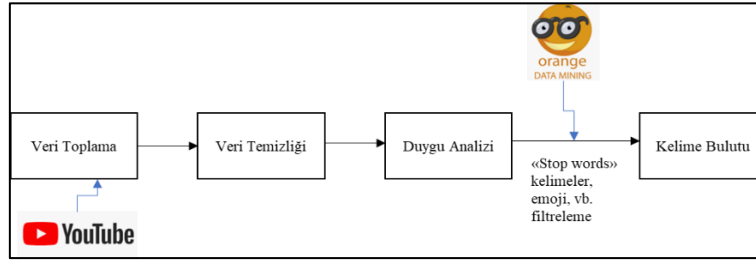 orange
DATA MINING
Veri Toplama
Veri Temizliği
Duygu Analizi
Kelime Bulutu
«Stop words»
kelimeler,
emoji, vb.
filtreleme
YouTube